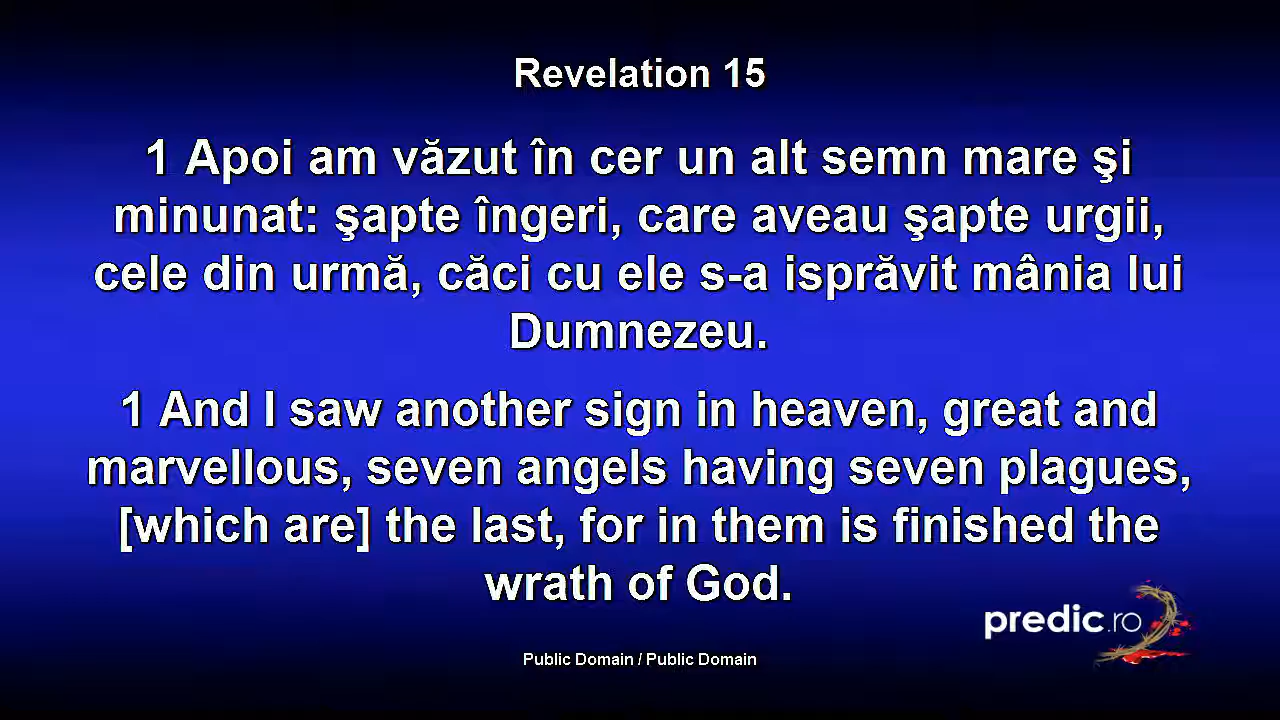 Revelation 15
1 Apoi am văzut în cer un alt semn mare şi
minunat: şapte îngeri, care aveau şapte urgii,
cele din urmă, căci cu ele s-a isprăvit mânia lui
Dumnezeu.
1 And I saw another sign in heaven, great and
marvellous, seven angels having seven plagues,
[which are] the last, for in them is finished the
wrath of God.
predic.ro
Public Domain / Public Domain